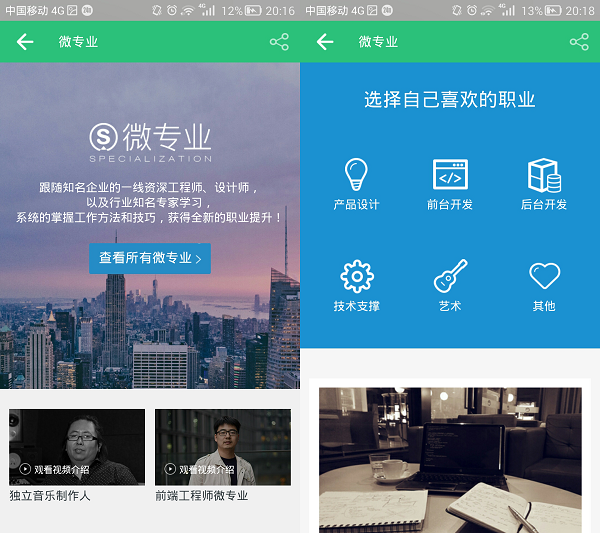 中国移动 4G
4G 12% 20:16
微专业
S 微专业
SPECIALIZATION
跟随知名企业的一线资深工程师、设计师，
以及行业知名专家学习，
系统的掌握工作方法和技巧，获得全新的职业提升！
查看所有微专业
观看视频介绍
独立音乐制作人
观看视频介绍
前端工程师微专业
中国移动 4G
4G 13% 20:18
微专业
选择自己喜欢的职业
产品设计
前台开发
后台开发
技术支撑
艺术
其他